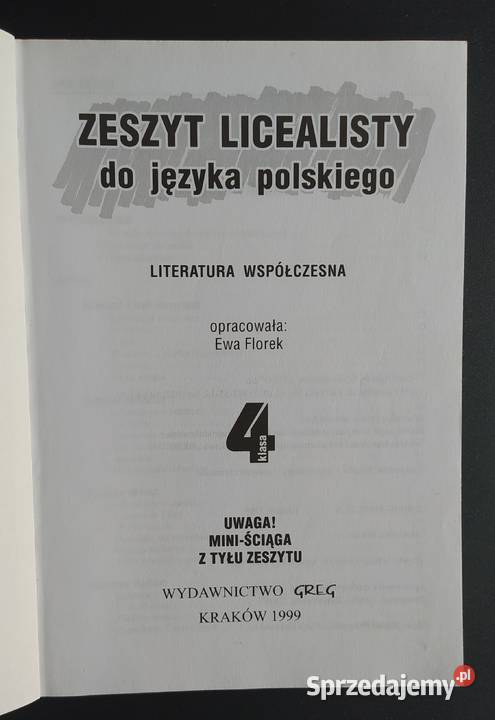 ZESZYT LICEALISTY
do języka polskiego
LITERATURA WSPÓŁCZESNA
opracowała:
Ewa Florek
4
klasa
UWAGA!
MINI-ŚCIĄGA
Z TYŁU ZESZYTU
WYDAWNICTWO GREG
KRAKÓW 1999
Sprzedajemy.pl